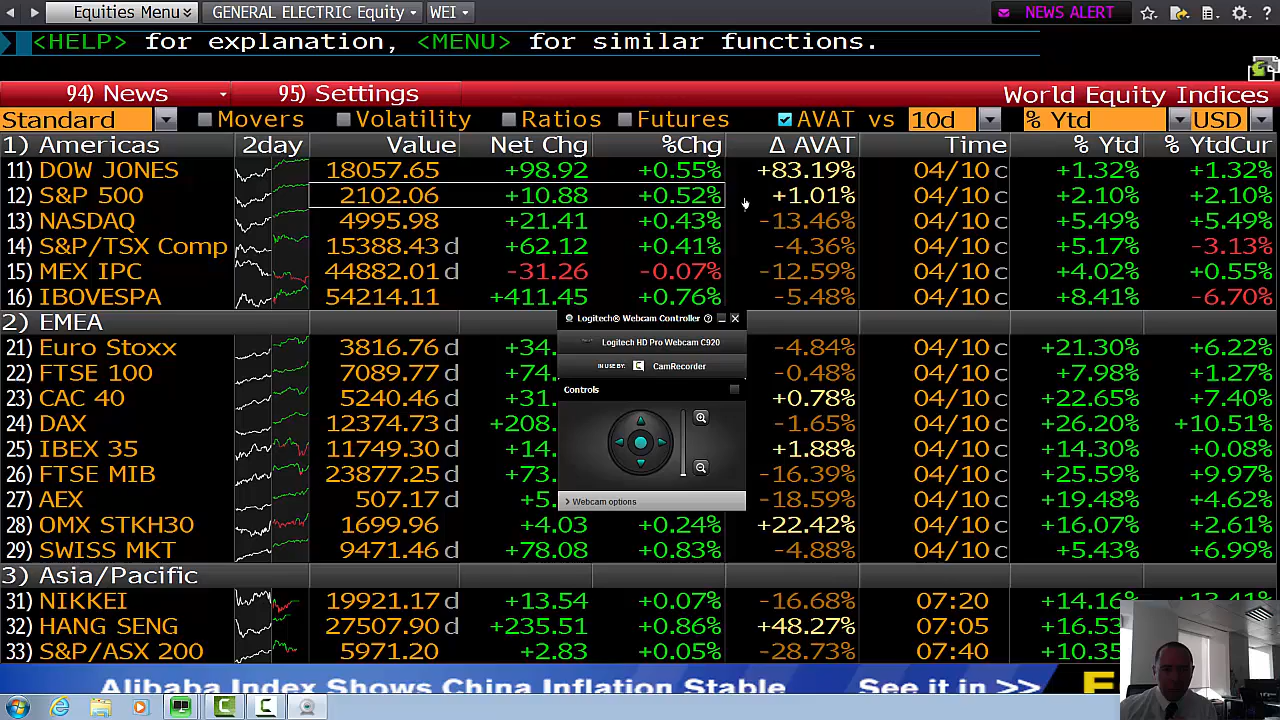 Equities Menu GENERAL ELECTRIC Equity WEI NEWS ALERT ?
<HELP> for explanation, <MENU> for similar functions.
94) News 95) Settings World Equity Indices
Standard Movers Volatility Ratios Futures AVAT vs 10d % Ytd USD
1) Americas 2day Value Net Chg %Chg Δ AVAT Time % Ytd % YtdCur
11) DOW JONES 18057.65 +98.92 +0.55% +83.19% 04/10 c +1.32% +1.32%
12) S&P 500 2102.06 +10.88 +0.52% +1.01% 04/10 c +2.10% +2.10%
13) NASDAQ 4995.98 +21.41 +0.43% -13.46% 04/10 c +5.49% +5.49%
14) S&P/TSX Comp 15388.43 d +62.12 +0.41% -4.36% 04/10 c +5.17% -3.13%
15) MEX IPC 44882.01 d -31.26 -0.07% -12.59% 04/10 c +4.02% +0.55%
16) IBOVESPA 54214.11 +411.45 +0.76% -5.48% 04/10 c +8.41% -6.70%
2) EMEA
Logitech® Webcam Controller
Logitech HD Pro Webcam C920
IN USE BY: C CamRecorder
Controls
Webcam options
21) Euro Stoxx 3816.76 d +34. -4.84% 04/10 c +21.30% +6.22%
22) FTSE 100 7089.77 d +74. -0.48% 04/10 c +7.98% +1.27%
23) CAC 40 5240.46 d +31. +0.78% 04/10 c +22.65% +7.40%
24) DAX 12374.73 d +208. -1.65% 04/10 c +26.20% +10.51%
25) IBEX 35 11749.30 d +14. +1.88% 04/10 c +14.30% +0.08%
26) FTSE MIB 23877.25 d +73. -16.39% 04/10 c +25.59% +9.97%
27) AEX 507.17 d +5. -18.59% 04/10 c +19.48% +4.62%
28) OMX STKH30 1699.96 d +4.03 +0.24% +22.42% 04/10 c +16.07% +2.61%
29) SWISS MKT 9471.46 d +78.08 +0.83% -4.88% 04/10 c +5.43% +6.99%
3) Asia/Pacific
31) NIKKEI 19921.17 d +13.54 +0.07% -16.68% 07:20 +14.16%
32) HANG SENG 27507.90 d +235.51 +0.86% +48.27% 07:05 +16.53
33) S&P/ASX 200 5971.20 +2.83 +0.05% -28.73% 07:40 +10.35
Alibaba Index Shows China Inflation Stable See it in >>